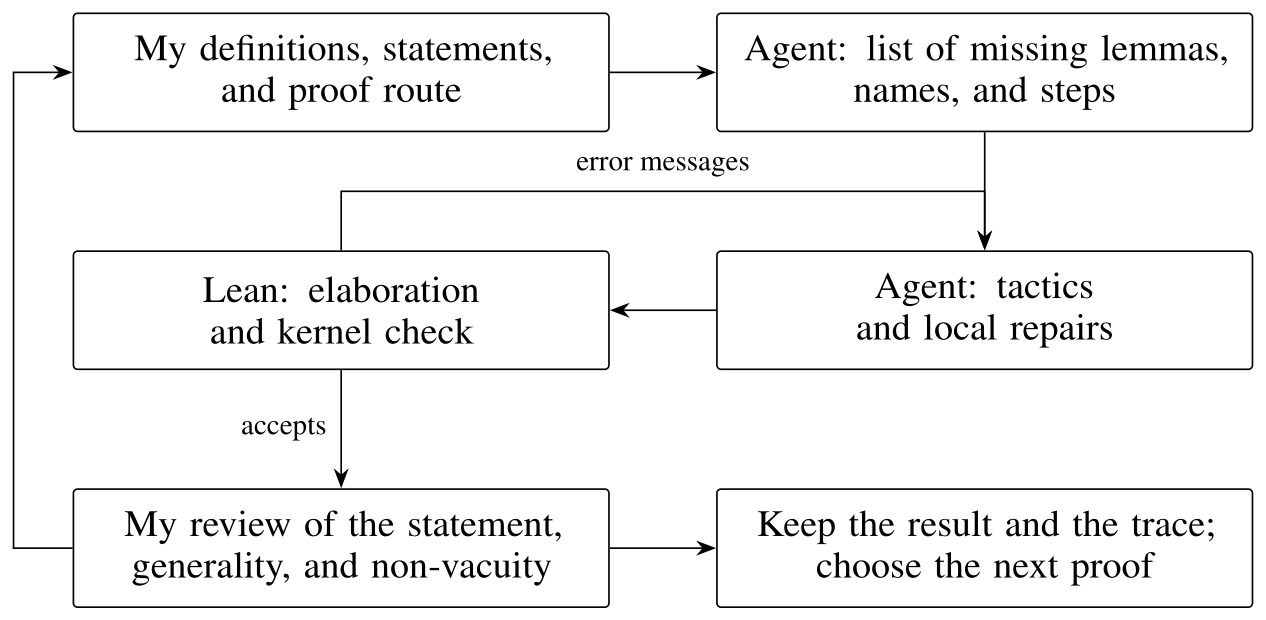 My definitions, statements,
and proof route
Agent: list of missing lemmas,
names, and steps
error messages
Lean: elaboration
and kernel check
Agent: tactics
and local repairs
accepts
My review of the statement,
generality, and non-vacuity
Keep the result and the trace;
choose the next proof